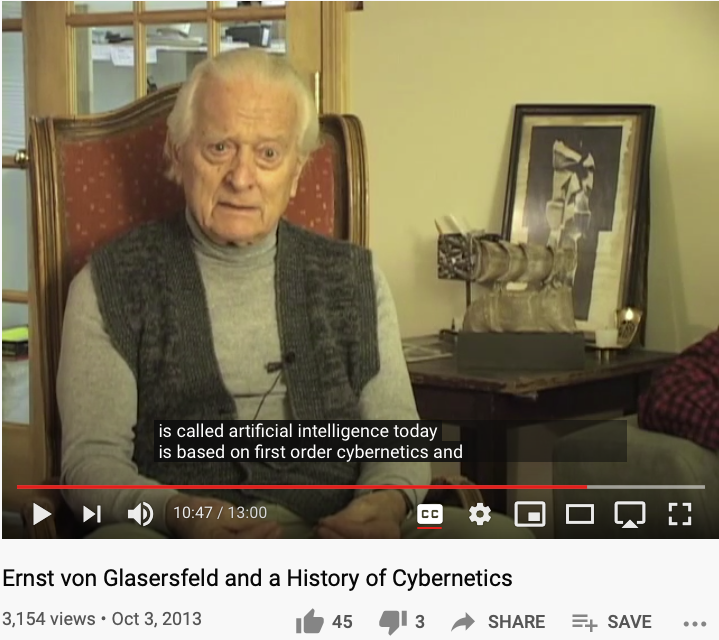 is called artificial intelligence today
is based on first order cybernetics and
CC
10:47 / 13:00
Ernst von Glasersfeld and a History of Cybernetics
3,154 views • Oct 3, 2013 45 3 SHARE SAVE